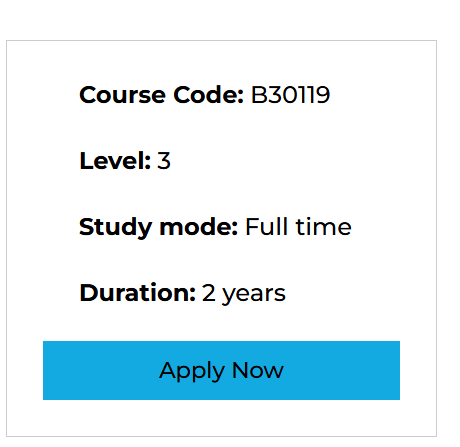 Course Code: B30119
Level: 3
Study mode: Full time
Duration: 2 years
Apply Now